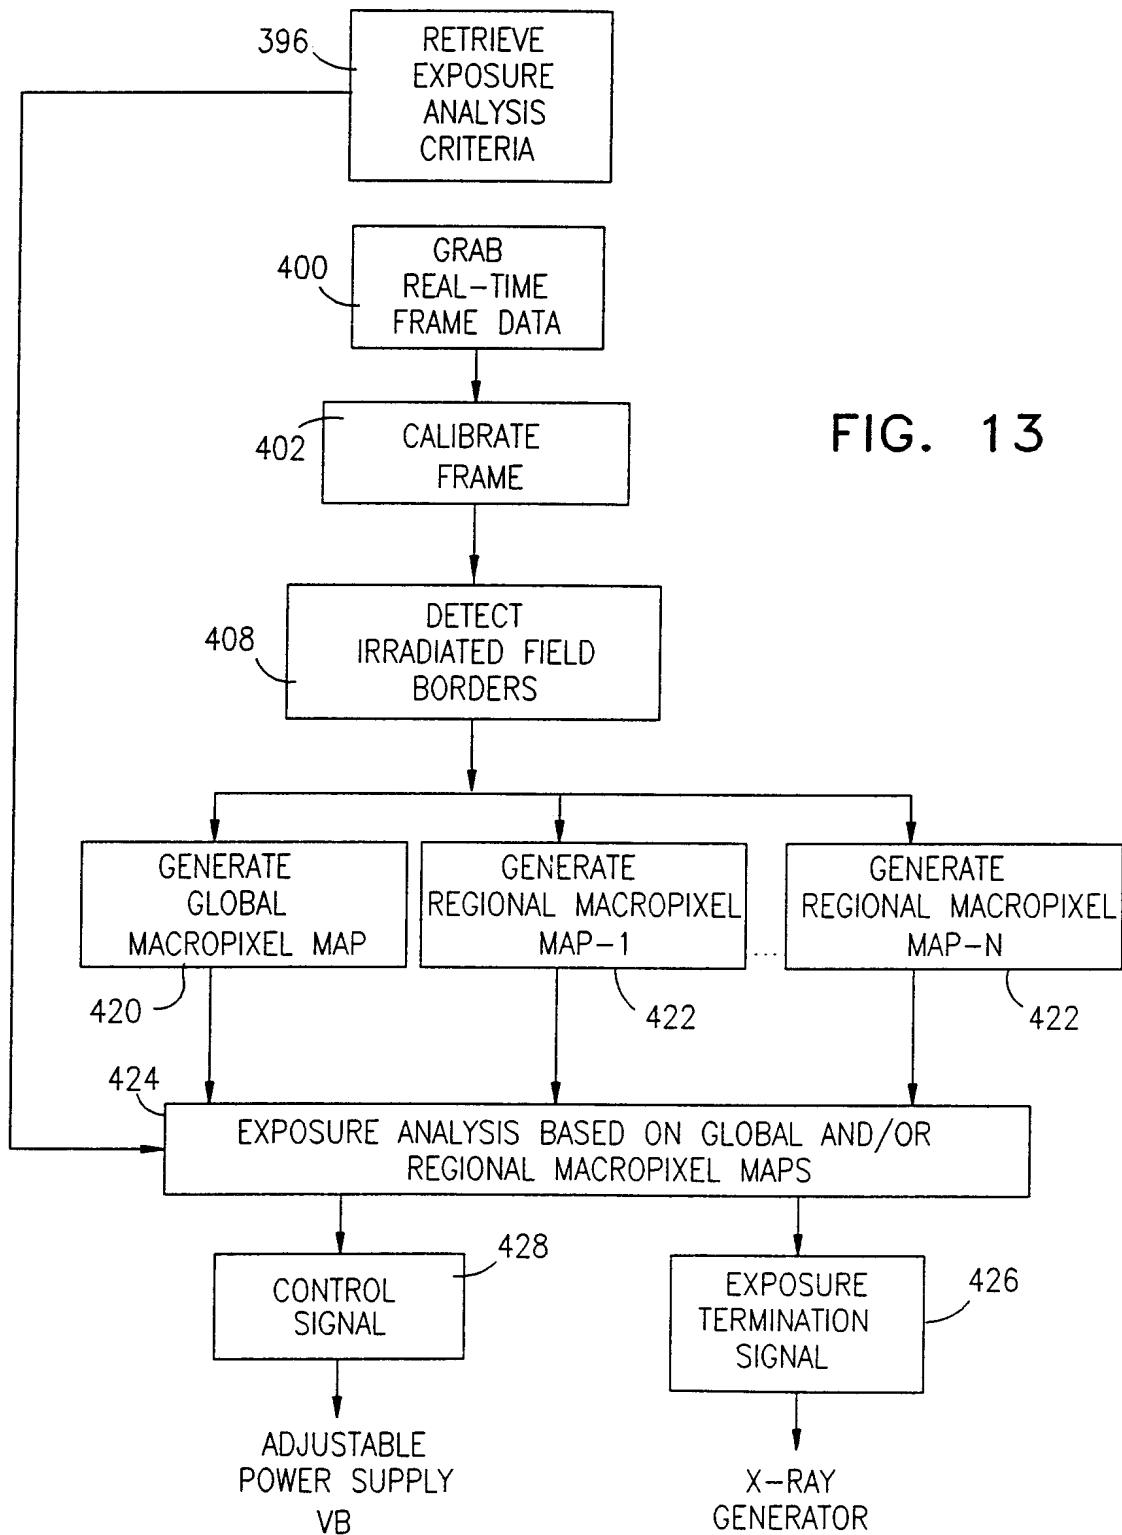 396
RETRIEVE
EXPOSURE
ANALYSIS
CRITERIA
400
GRAB
REAL-TIME
FRAME DATA
402
CALIBRATE
FRAME
FIG. 13
408
DETECT
IRRADIATED FIELD
BORDERS
GENERATE
GLOBAL
MACROPIXEL MAP
420
GENERATE
REGIONAL MACROPIXEL
MAP-1
422
....
GENERATE
REGIONAL MACROPIXEL
MAP-N
422
424
EXPOSURE ANALYSIS BASED ON GLOBAL AND/OR
REGIONAL MACROPIXEL MAPS
428
CONTROL
SIGNAL
426
EXPOSURE
TERMINATION
SIGNAL
ADJUSTABLE
POWER SUPPLY
VB
X-RAY
GENERATOR